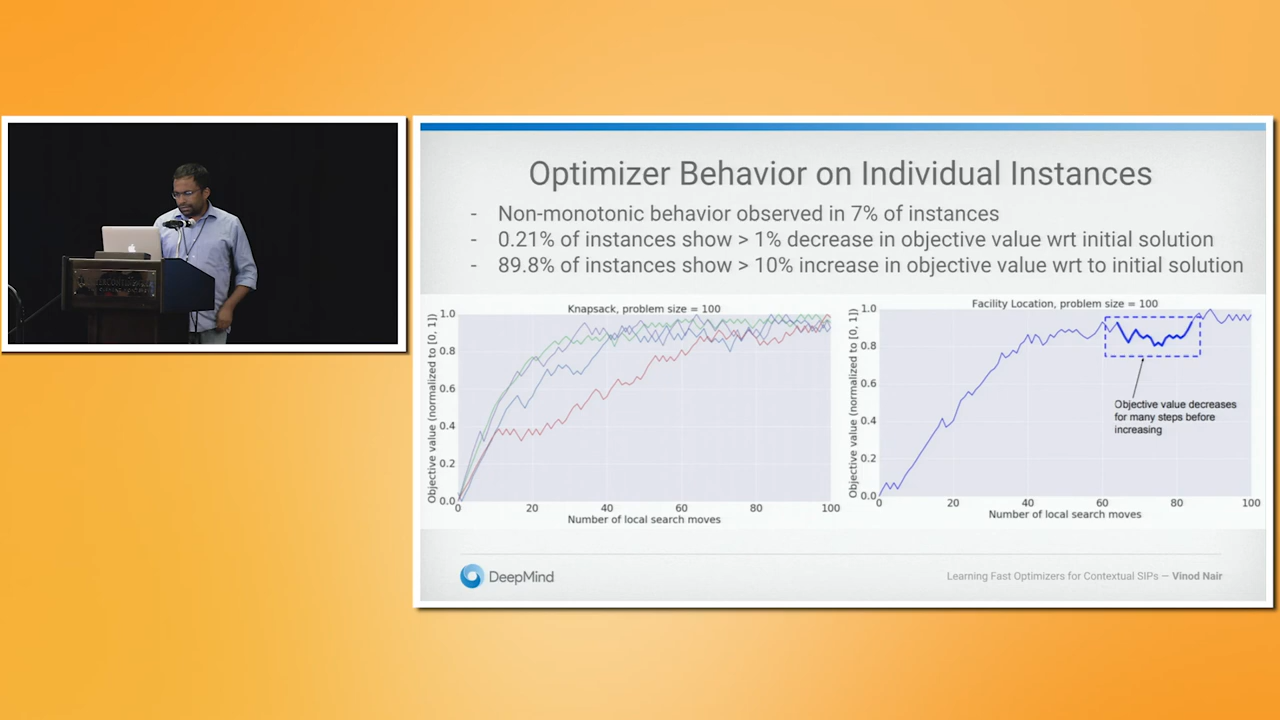 Optimizer Behavior on Individual Instances
- Non-monotonic behavior observed in 7% of instances
- 0.21% of instances show > 1% decrease in objective value wrt initial solution
- 89.8% of instances show > 10% increase in objective value wrt to initial solution
Knapsack, problem size = 100
Objective value (normalized to [0, 1])
1.0
0.8
0.6
0.4
0.2
0.0
0 20 40 60 80 100
Number of local search moves
Facility Location, problem size = 100
Objective value (normalized to [0, 1])
1.0
0.8
0.6
0.4
0.2
0.0
Objective value decreases
for many steps before
increasing
0 20 40 60 80 100
Number of local search moves
DeepMind
Learning Fast Optimizers for Contextual SIPs — Vinod Nair